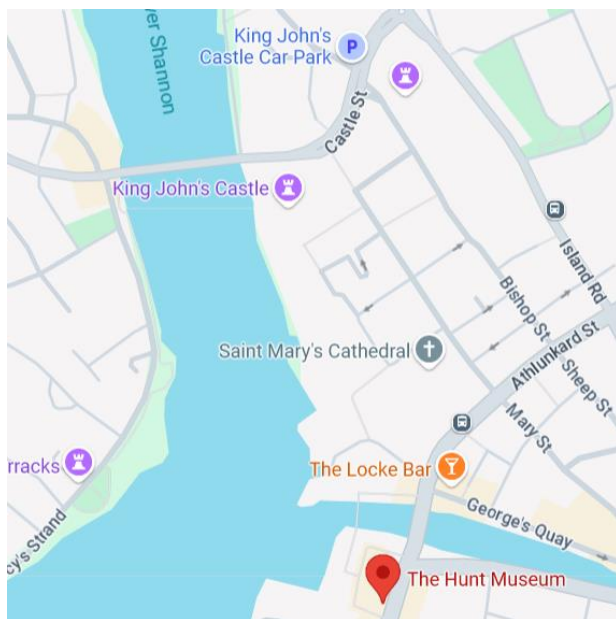 King John's
Castle Car Park
P
Shannon
Castle St
King John's Castle
Island Rd
Bishop St
Saint Mary's Cathedral
Athlunkard St
Sheep St
Mary St
The Locke Bar
rracks
George's Quay
cy's Strand
The Hunt Museum